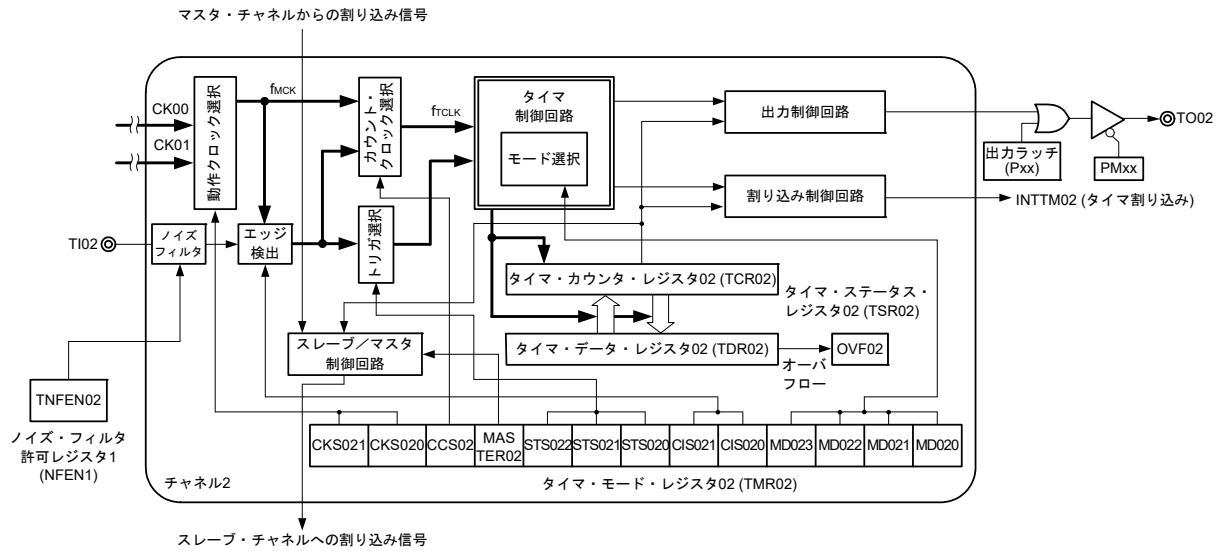 マスタ・チャネルからの割り込み信号
CK00
CK01
動作クロック選択
fMCK
カウント・
クロック選択
fTCLK
タイマ
制御回路
モード選択
出力制御回路
出力ラッチ
(Pxx)
PMxx
TO02
割り込み制御回路
INTTM02 (タイマ割り込み)
TI02
ノイズ
フィルタ
エッジ
検出
トリガ選択
タイマ・カウンタ・レジスタ02 (TCR02)
タイマ・ステータス・
レジスタ02 (TSR02)
スレーブ／マスタ
制御回路
タイマ・データ・レジスタ02 (TDR02)
オーバ
フロー
OVF02
TNFEN02
ノイズ・フィルタ
許可レジスタ1
(NFEN1)
CKS021
CKS020
CCS02
MAS
TER02
STS022
STS021
STS020
CIS021
CIS020
MD023
MD022
MD021
MD020
チャネル2
タイマ・モード・レジスタ02 (TMR02)
スレーブ・チャネルへの割り込み信号